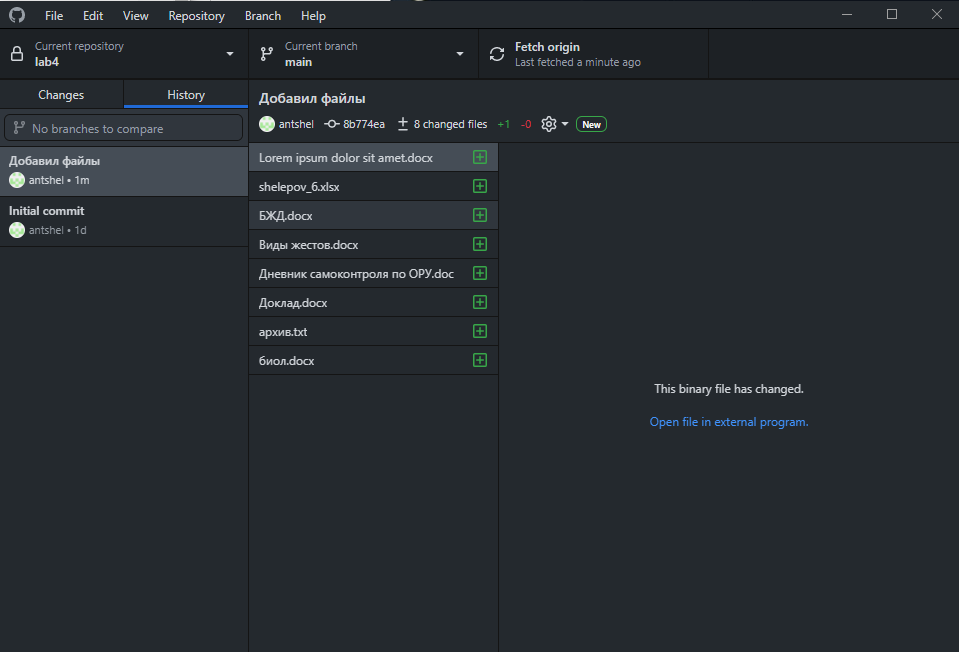 File Edit View Repository Branch Help
Current repository
lab4
Current branch
main
Fetch origin
Last fetched a minute ago
Changes
History
No branches to compare
Добавил файлы
antshel • 1m
Initial commit
antshel • 1d
Добавил файлы
antshel 8b774ea 8 changed files +1 -0 New
Lorem ipsum dolor sit amet.docx
shelepov_6.xlsx
БЖД.docx
Виды жестов.docx
Дневник самоконтроля по ОРУ.doc
Доклад.docx
архив.txt
биол.docx
This binary file has changed.
Open file in external program.